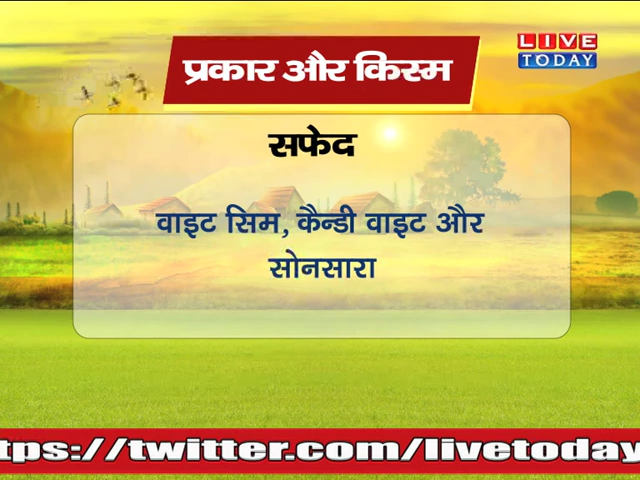 प्रकार और किस्म
LIVE
TODAY
सफेद
वाइट सिम, कैन्डी वाइट और
सोनसारा
tps://twitter.com/livetoday